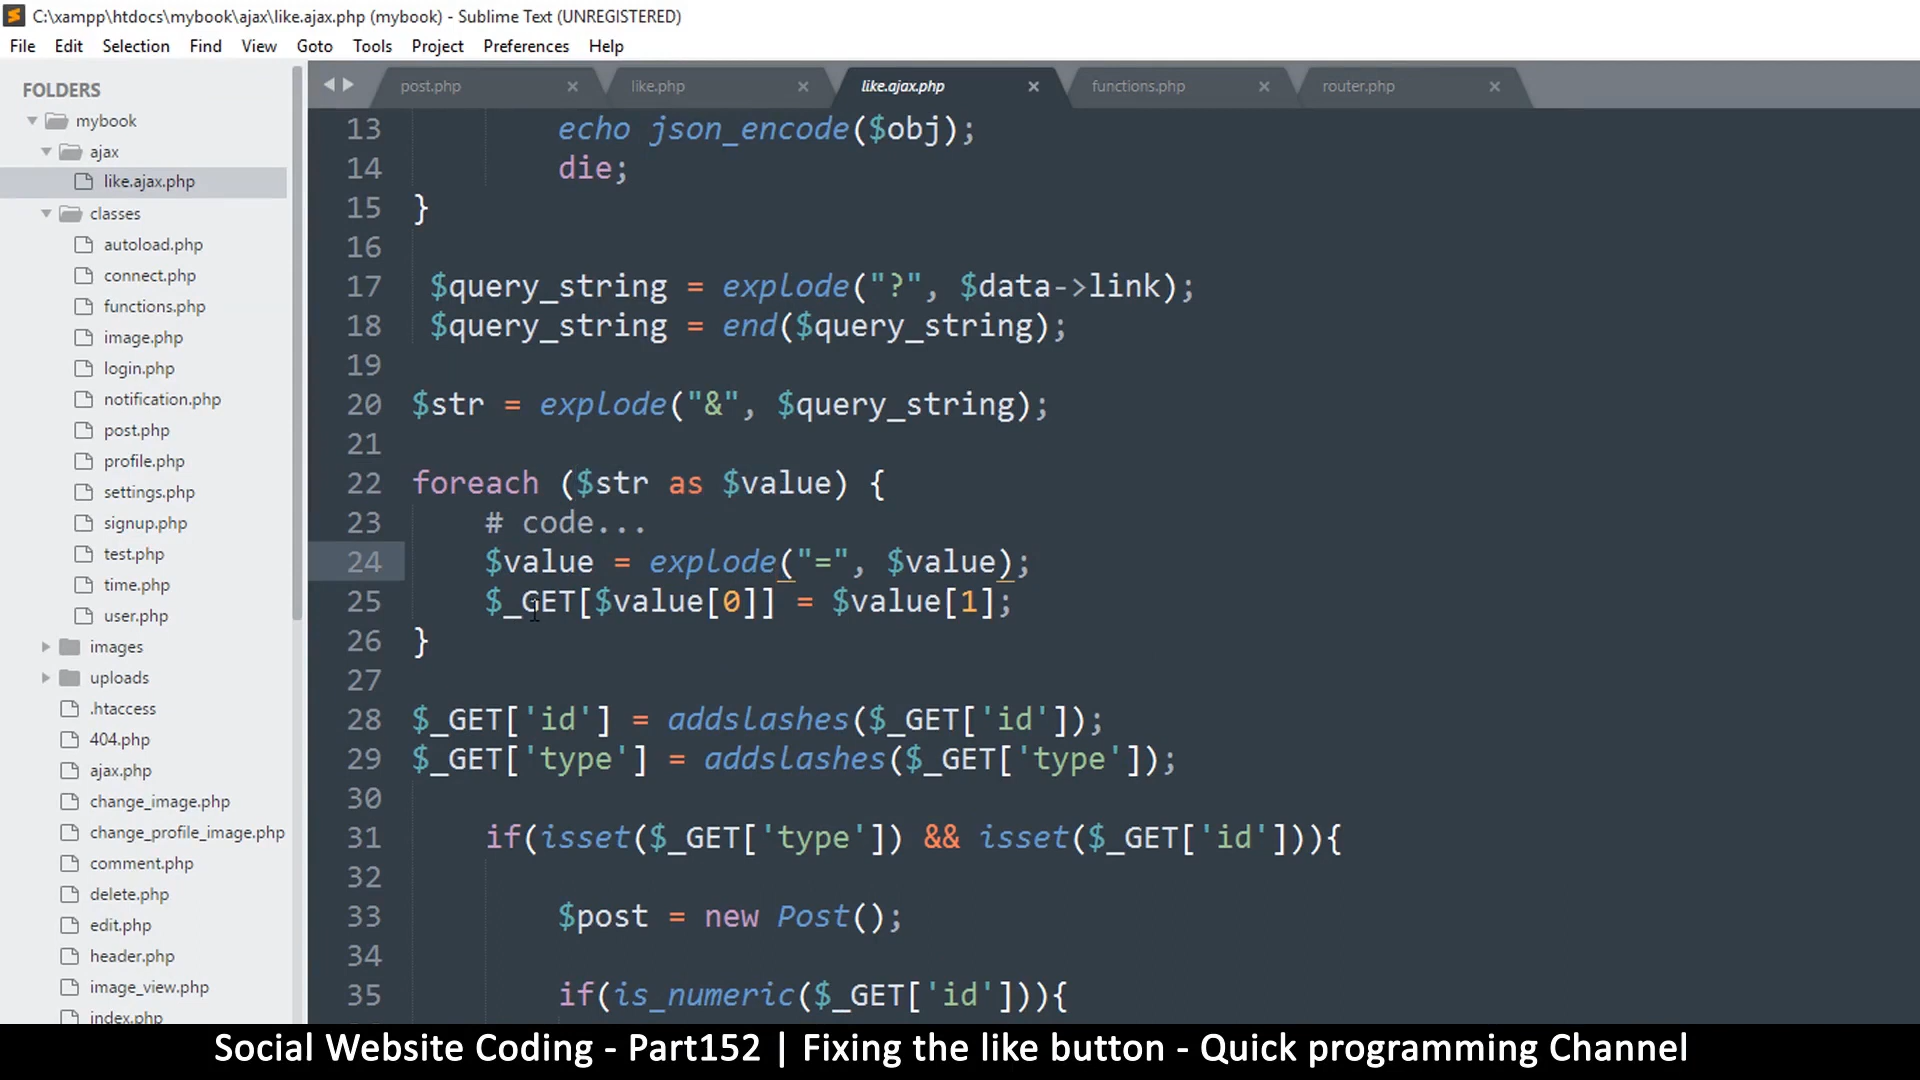 C:\xampp\htdocs\mybook\ajax\like.ajax.php (mybook) - Sublime Text (UNREGISTERED)
File Edit Selection Find View Goto Tools Project Preferences Help
FOLDERS
mybook
ajax
like.ajax.php
classes
autoload.php
connect.php
functions.php
image.php
login.php
notification.php
post.php
profile.php
settings.php
signup.php
test.php
time.php
user.php
images
uploads
.htaccess
404.php
ajax.php
change_image.php
change_profile_image.php
comment.php
delete.php
edit.php
header.php
image_view.php
index.php
post.php like.php like.ajax.php functions.php router.php
13 echo json_encode($obj);
14 die;
15 }
16
17 $query_string = explode("?", $data->link);
18 $query_string = end($query_string);
19
20 $str = explode("&", $query_string);
21
22 foreach ($str as $value) {
23 # code...
24 $value = explode("=", $value);
25 $_GET[$value[0]] = $value[1];
26 }
27
28 $_GET['id'] = addslashes($_GET['id']);
29 $_GET['type'] = addslashes($_GET['type']);
30
31 if(isset($_GET['type']) && isset($_GET['id'])){
32
33 $post = new Post();
34
35 if(is_numeric($_GET['id'])){
Social Website Coding - Part152 | Fixing the like button - Quick programming Channel